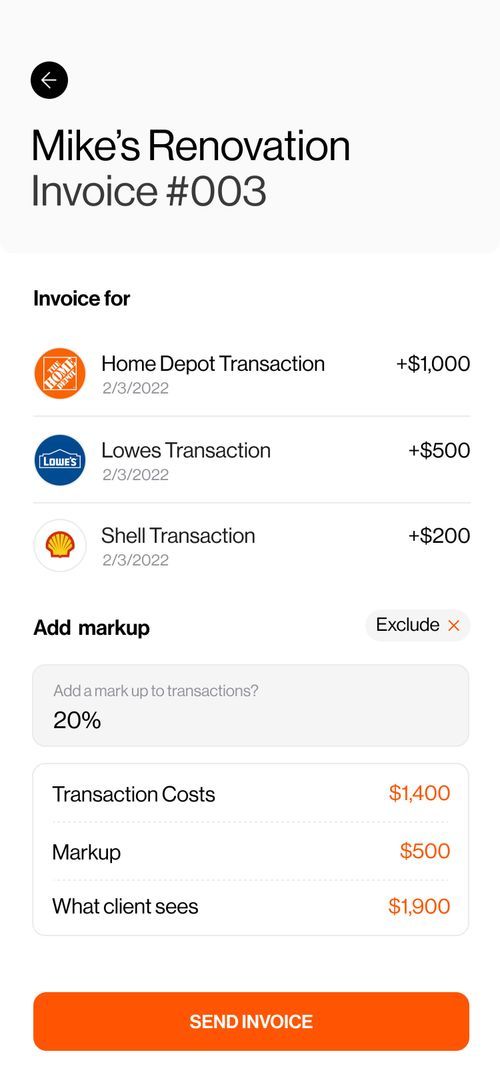 Mike's Renovation
Invoice #003
Invoice for
THE HOME DEPOT
Home Depot Transaction +$1,000
2/3/2022
LOWE'S
Lowes Transaction +$500
2/3/2022
Shell Transaction +$200
2/3/2022
Add markup Exclude ×
Add a mark up to transactions?
20%
Transaction Costs $1,400
Markup $500
What client sees $1,900
SEND INVOICE